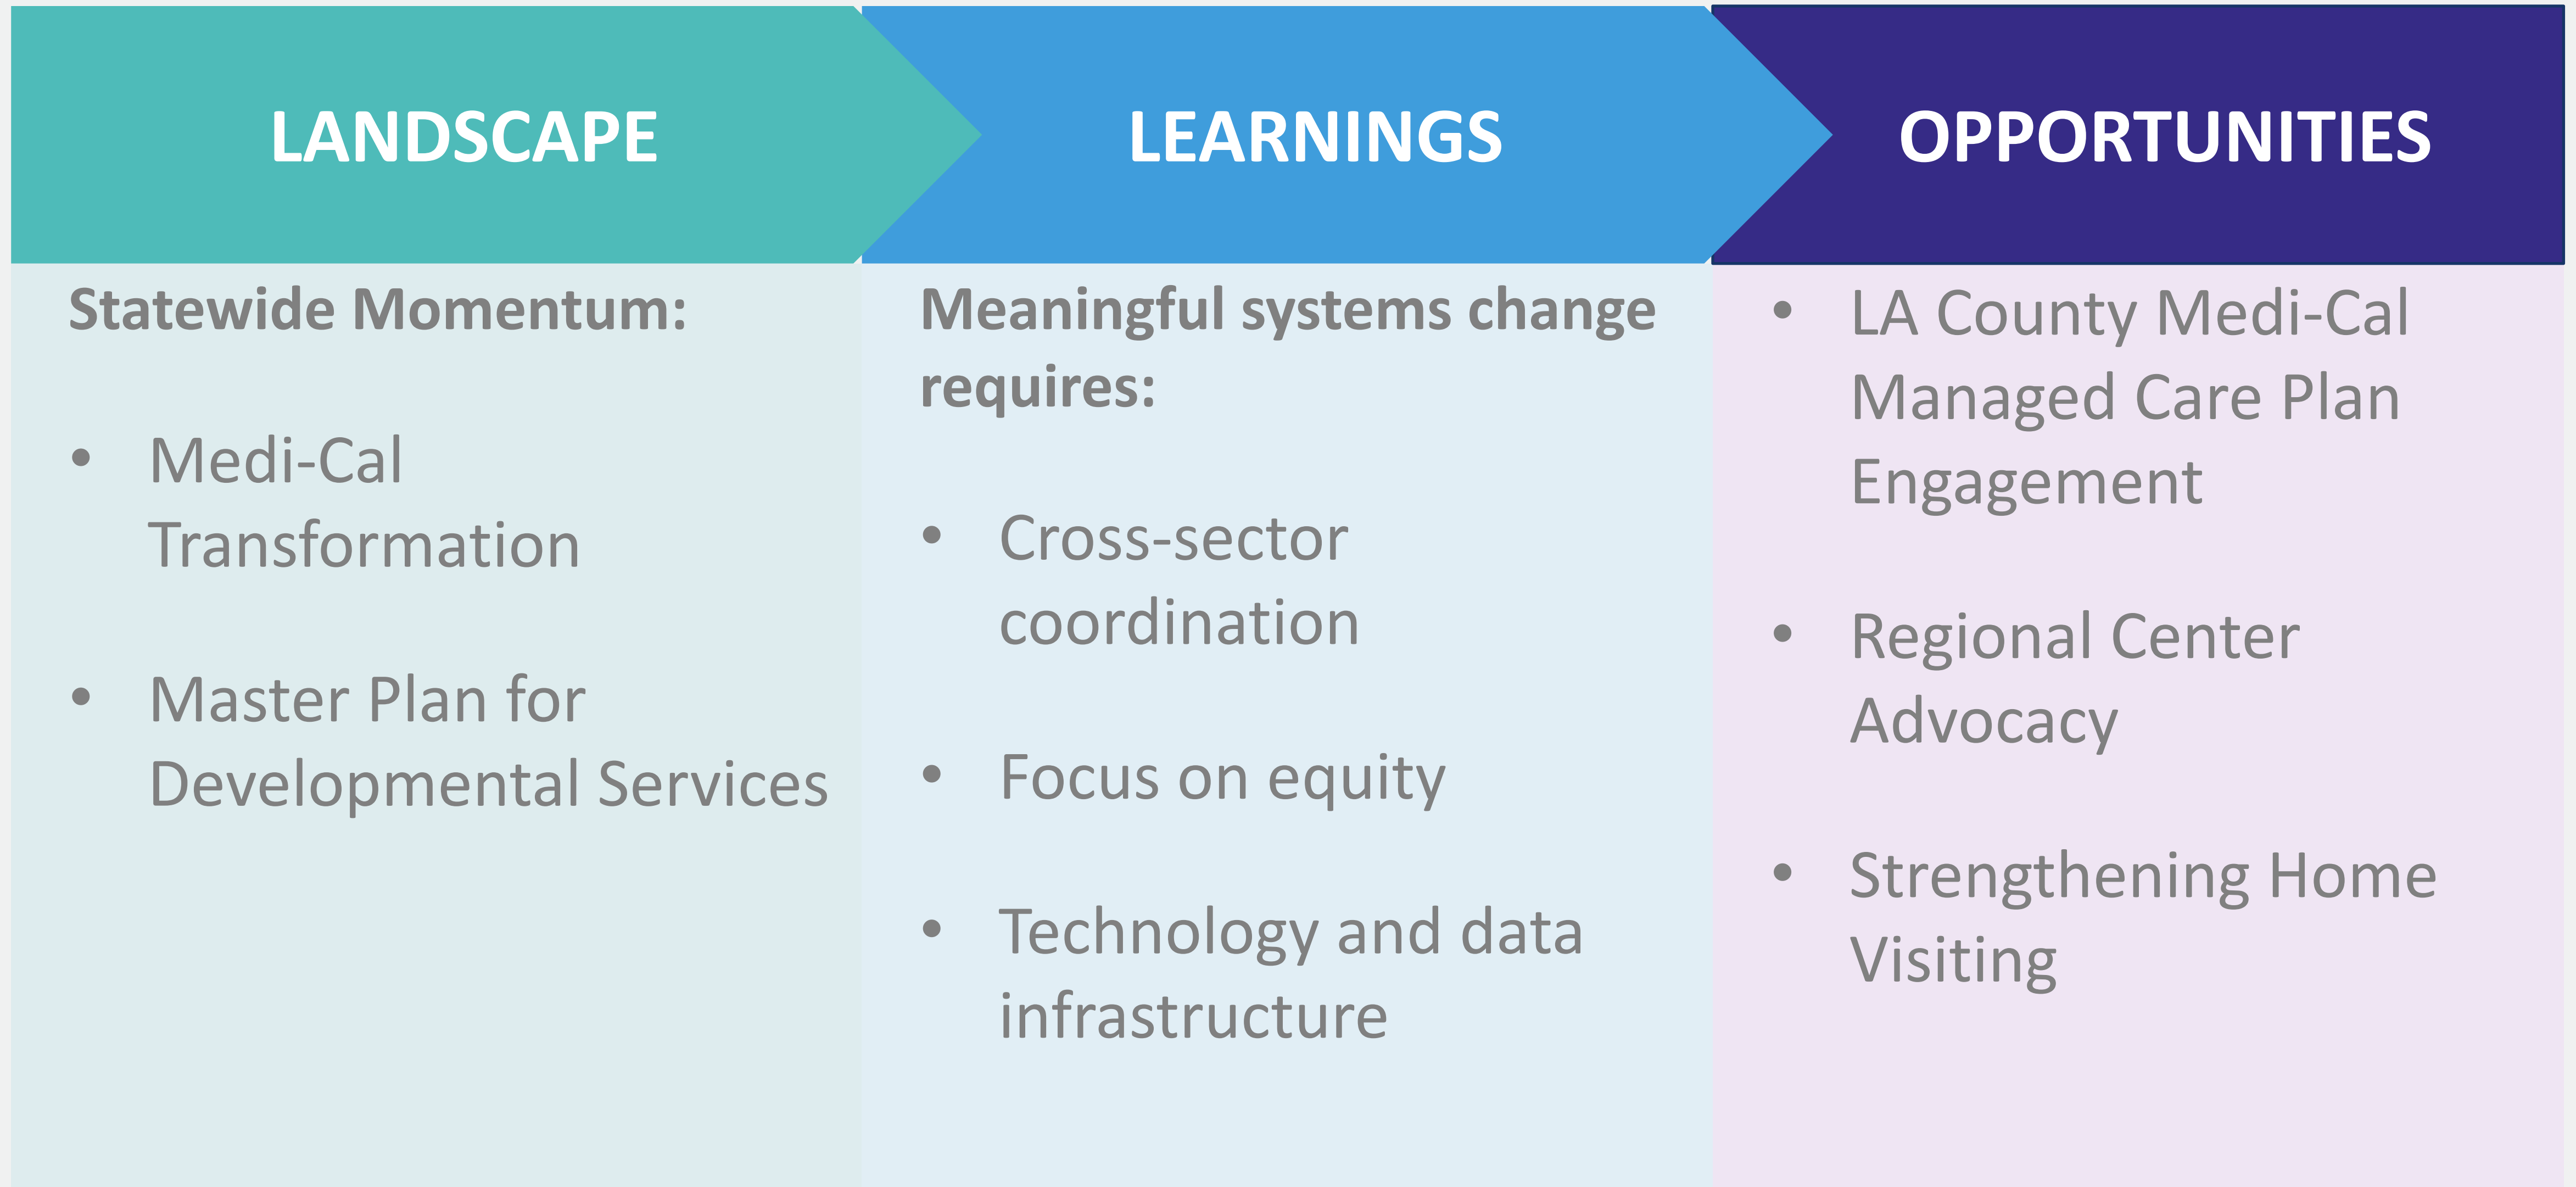 LANDSCAPE
LEARNINGS
OPPORTUNITIES
Statewide Momentum:
• Medi-Cal
Transformation
• Master Plan for
Developmental Services
Meaningful systems change
requires:
• Cross-sector
coordination
• Focus on equity
• Technology and data
infrastructure
• LA County Medi-Cal
Managed Care Plan
Engagement
• Regional Center
Advocacy
• Strengthening Home
Visiting